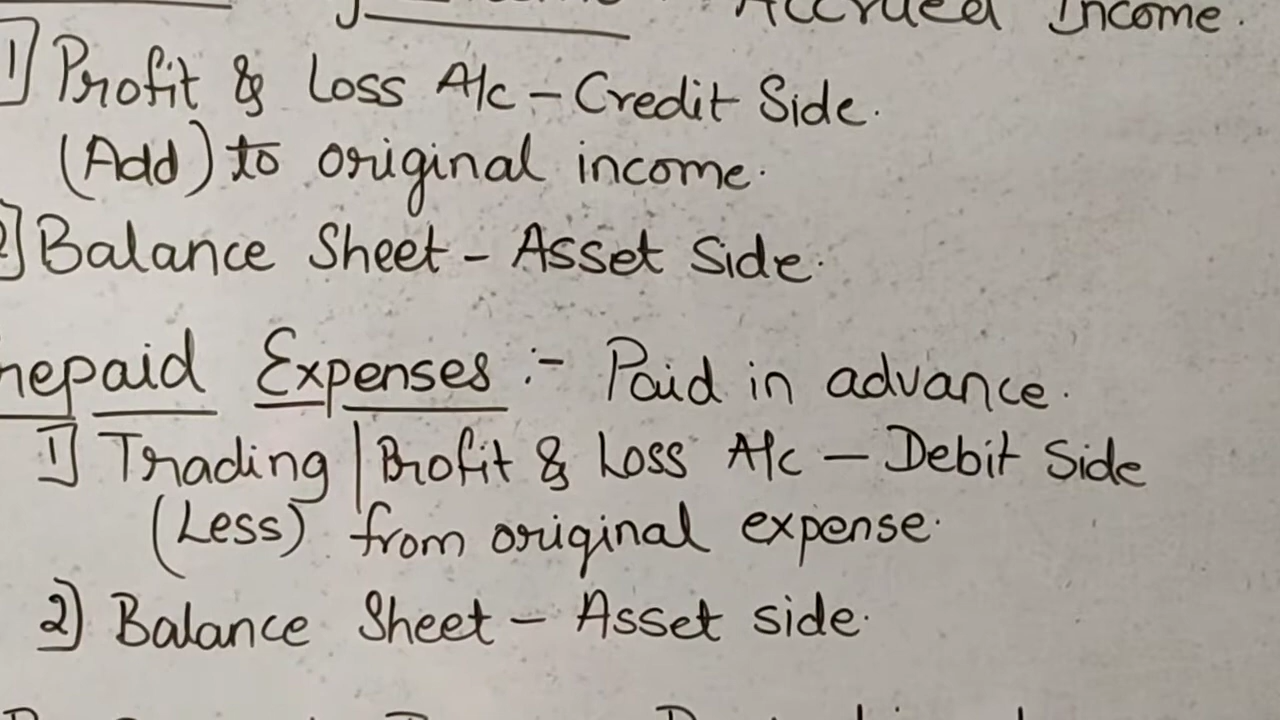 Accrued Income.
1] Profit & Loss A/c - Credit Side.
(Add) to original income.
2] Balance Sheet - Asset Side.
Prepaid Expenses :- Paid in advance.
1] Trading | Profit & Loss A/c - Debit Side
(Less) from original expense.
2] Balance Sheet - Asset side.